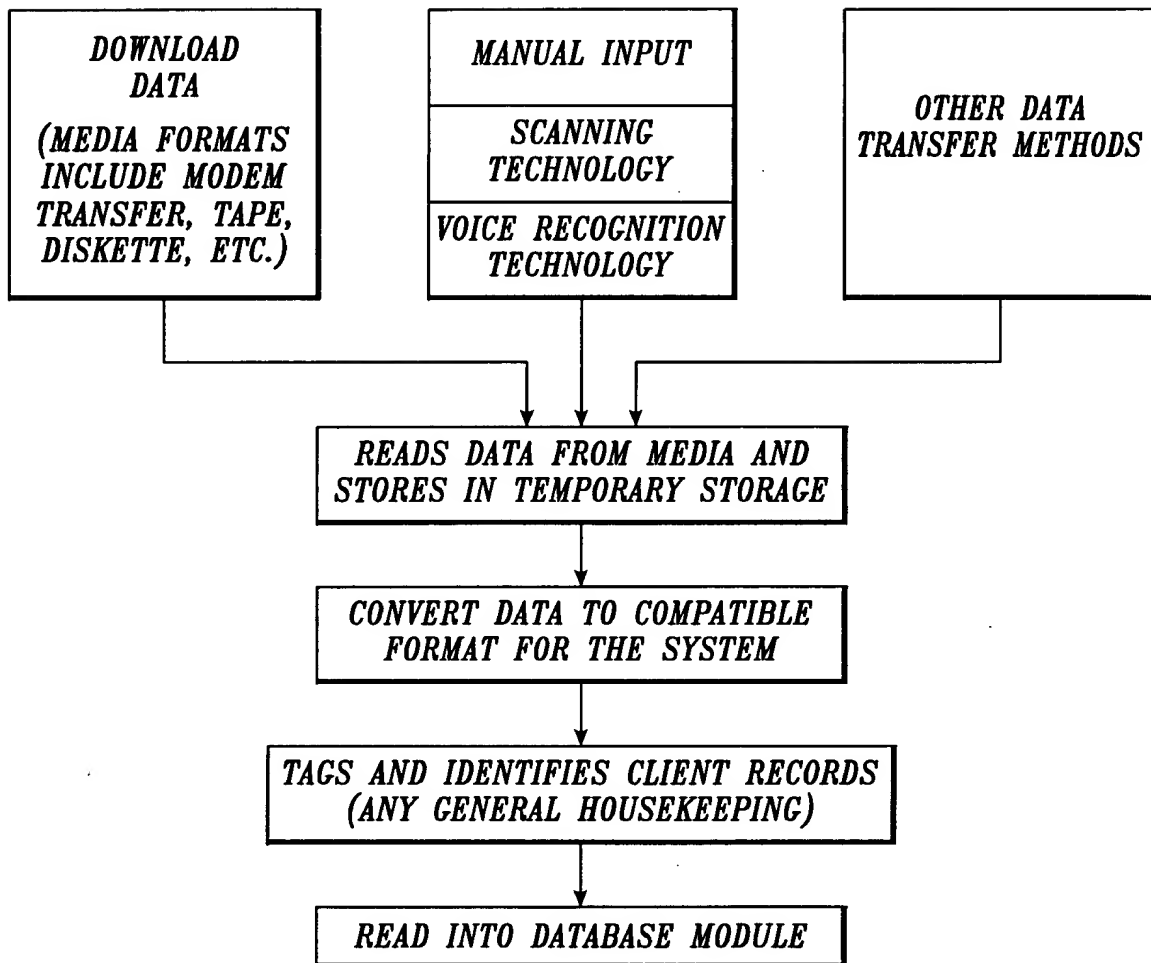 DOWNLOAD
DATA
(MEDIA FORMATS
INCLUDE MODEM
TRANSFER, TAPE,
DISKETTE, ETC.)
MANUAL INPUT
SCANNING
TECHNOLOGY
VOICE RECOGNITION
TECHNOLOGY
OTHER DATA
TRANSFER METHODS
READS DATA FROM MEDIA AND
STORES IN TEMPORARY STORAGE
CONVERT DATA TO COMPATIBLE
FORMAT FOR THE SYSTEM
TAGS AND IDENTIFIES CLIENT RECORDS
(ANY GENERAL HOUSEKEEPING)
READ INTO DATABASE MODULE